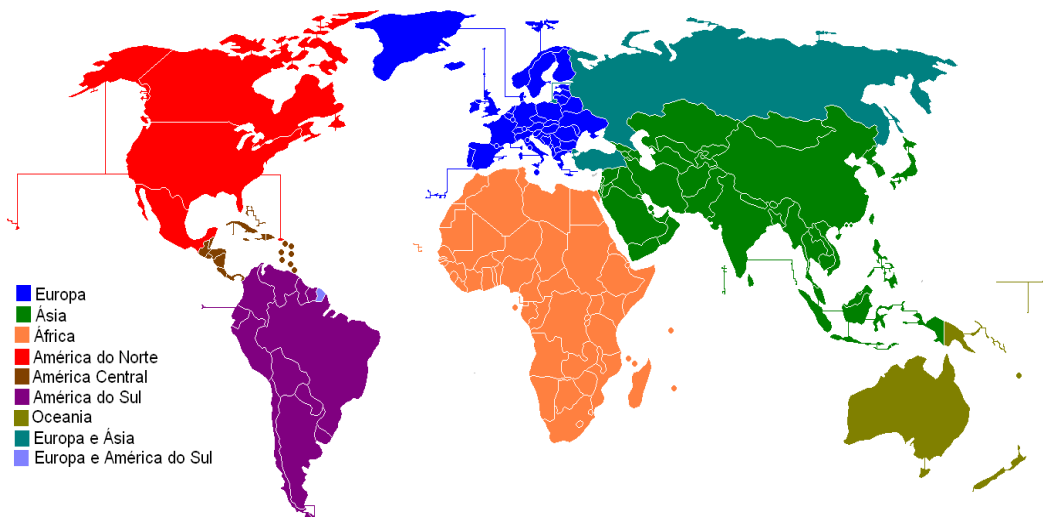 Europa
Ásia
África
América do Norte
América Central
América do Sul
Oceania
Europa e Ásia
Europa e América do Sul